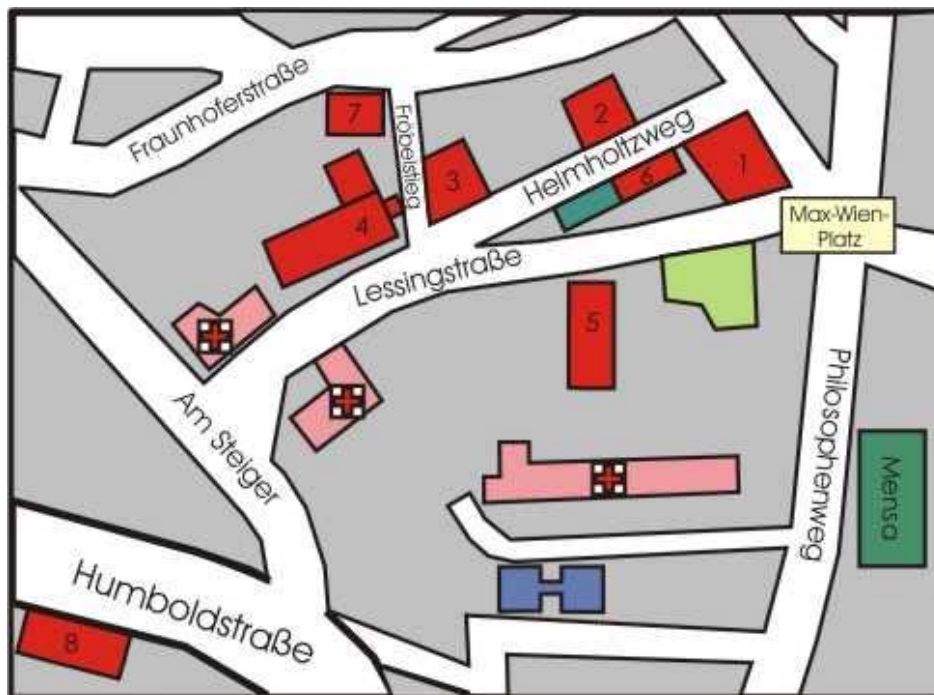 Fraunhoferstraße
7
Fröbelstieg
2
Helmholtzweg
3
6
1
4
Max-Wien-
Platz
Lessingstraße
5
Am Steiger
Philosophenweg
Mensa
Humboldstraße
8